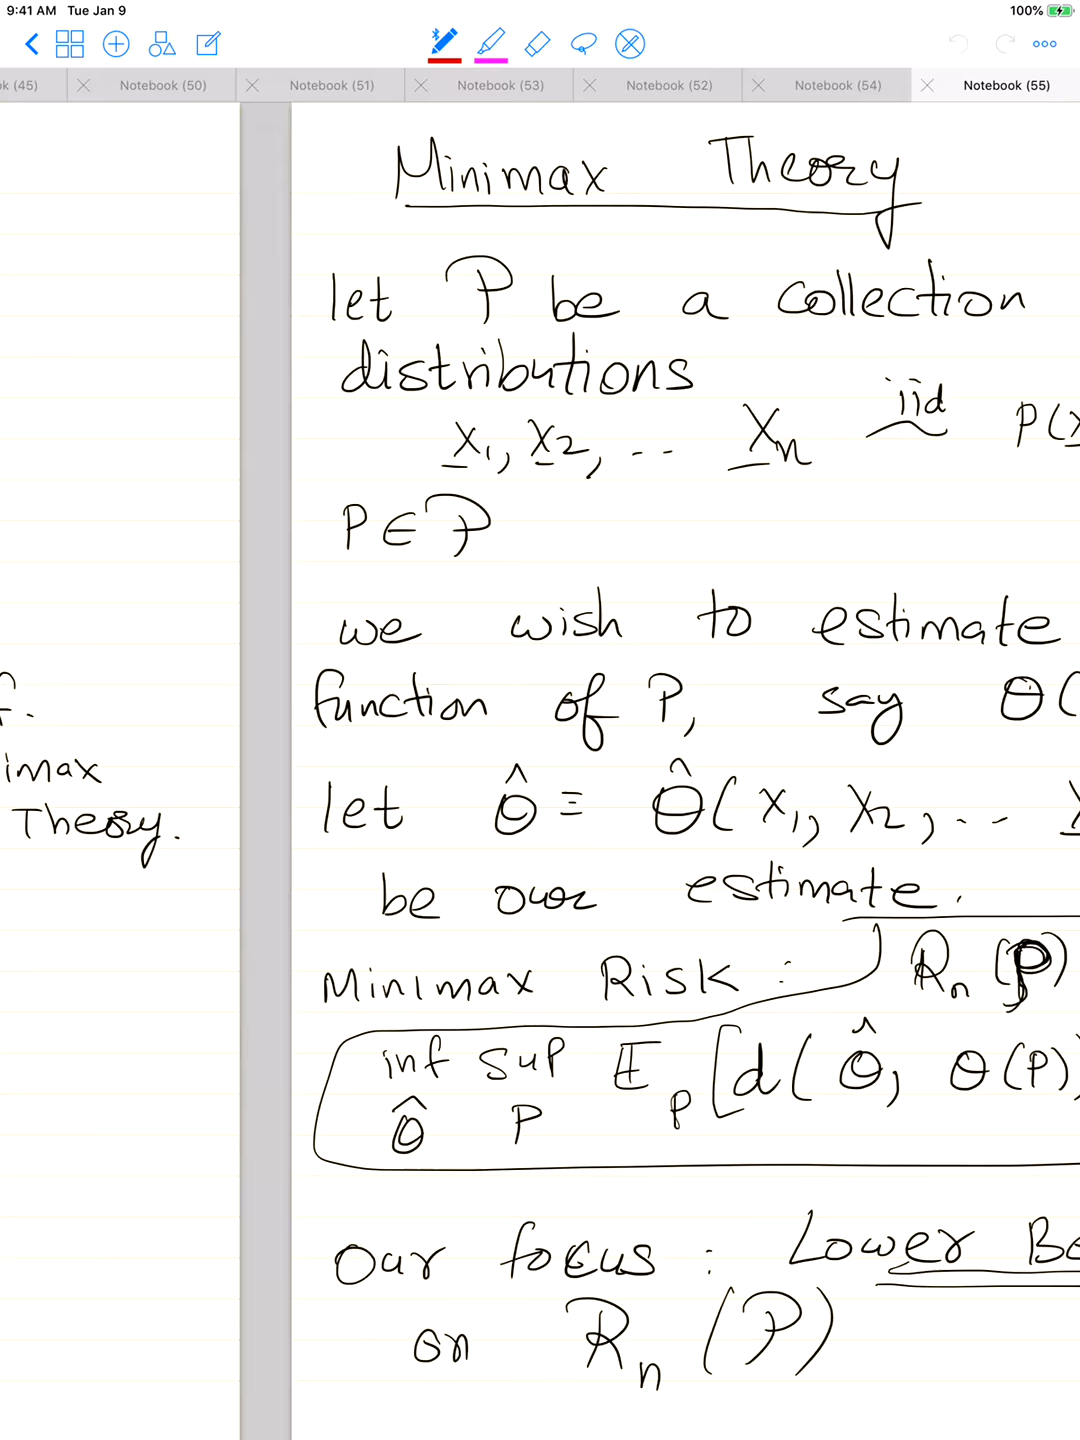 9:41 AM Tue Jan 9 100%
ok (45) Notebook (50) Notebook (51) Notebook (53) Notebook (52) Notebook (54) Notebook (55)
Minimax Theory
let P be a collection
distributions
X1, X2, ... Xn iid P(x
P ∈ P
we wish to estimate
function of P, say θ(
f.
imax
Theory.
let θ̂ ≡ θ̂(X1, X2, ...
be our estimate.
Minimax Risk : Rn (P)
inf sup E_P [d(θ̂, θ(P)
θ̂ P
Our focus : Lower Bo
on Rn (P)